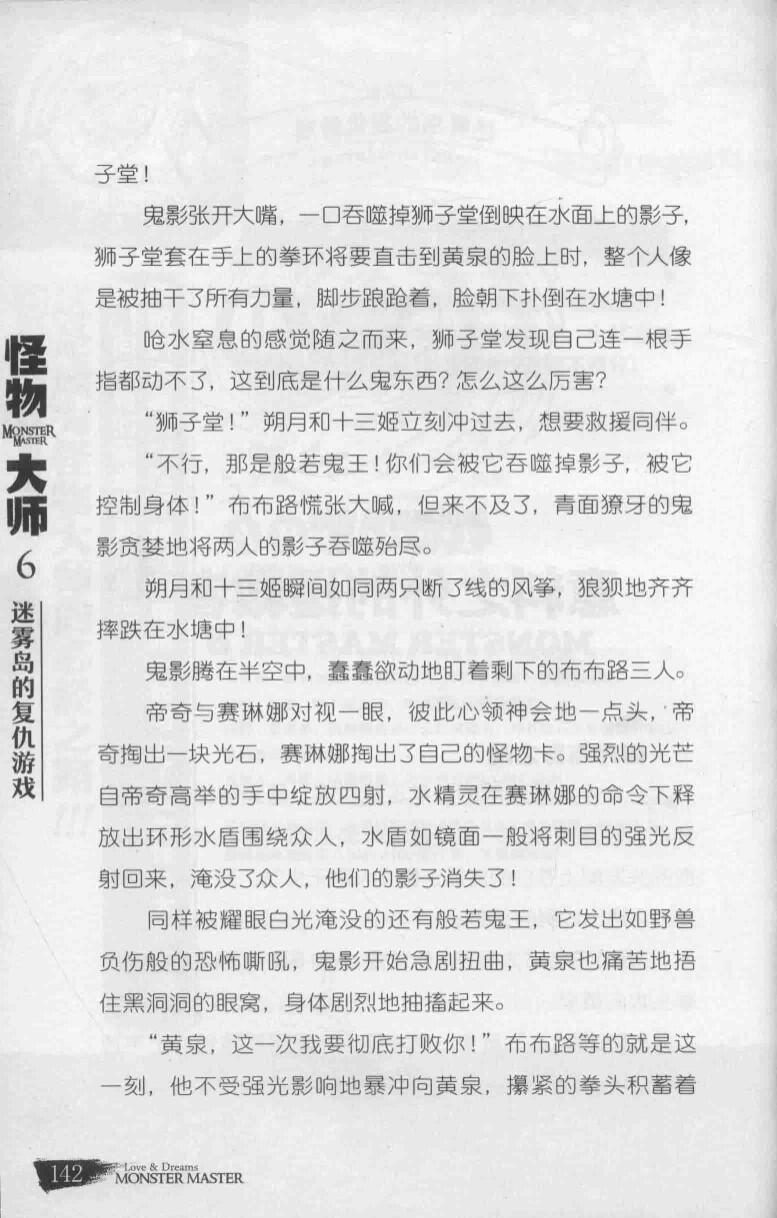 子堂！
鬼影张开大嘴，一口吞噬掉狮子堂倒映在水面上的影子，
狮子堂套在手上的拳环将要直击到黄泉的脸上时，整个人像
是被抽干了所有力量，脚步踉跄着，脸朝下扑倒在水塘中！
呛水窒息的感觉随之而来，狮子堂发现自己连一根手
指都动不了，这到底是什么鬼东西？怎么这么厉害？
“狮子堂！”朔月和十三姬立刻冲过去，想要救援同伴。
“不行，那是般若鬼王！你们会被它吞噬掉影子，被它
控制身体！”布布路慌张大喊，但来不及了，青面獠牙的鬼
影贪婪地将两人的影子吞噬殆尽。
朔月和十三姬瞬间如同两只断了线的风筝，狼狈地齐齐
摔跌在水塘中！
鬼影腾在半空中，蠢蠢欲动地盯着剩下的布布路三人。
帝奇与赛琳娜对视一眼，彼此心领神会地一点头，帝
奇掏出一块光石，赛琳娜掏出了自己的怪物卡。强烈的光芒
自帝奇高举的手中绽放四射，水精灵在赛琳娜的命令下释
放出环形水盾围绕众人，水盾如镜面一般将刺目的强光反
射回来，淹没了众人，他们的影子消失了！
同样被耀眼白光淹没的还有般若鬼王，它发出如野兽
负伤般的恐怖嘶吼，鬼影开始急剧扭曲，黄泉也痛苦地捂
住黑洞洞的眼窝，身体剧烈地抽搐起来。
“黄泉，这一次我要彻底打败你！”布布路等的就是这
一刻，他不受强光影响地暴冲向黄泉，攥紧的拳头积蓄着
怪物
MONSTER
MASTER
大师
6
迷雾岛的复仇游戏
142
Love & Dreams
MONSTER MASTER